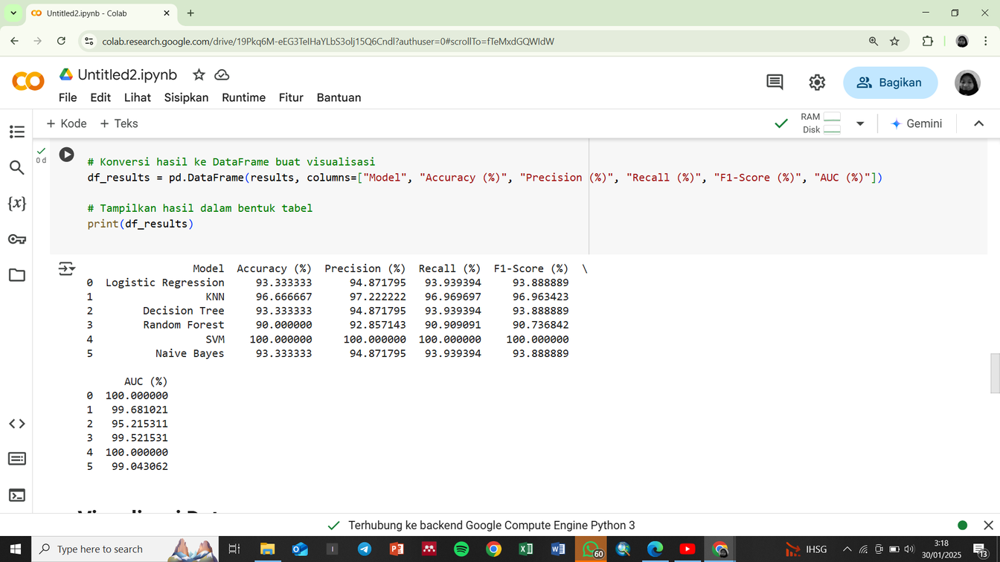 Untitled2.ipynb - Colab
colab.research.google.com/drive/19Pkq6M-eEG3TeIHaYLbS3olj15Q6Cndl?authuser=0#scrollTo=fTeMxdGQWIdW
Untitled2.ipynb
File Edit Lihat Sisipkan Runtime Fitur Bantuan
Bagikan
+ Kode + Teks
RAM
Disk
Gemini
0 d
# Konversi hasil ke DataFrame buat visualisasi
df_results = pd.DataFrame(results, columns=["Model", "Accuracy (%)", "Precision (%)", "Recall (%)", "F1-Score (%)", "AUC (%)"])
# Tampilkan hasil dalam bentuk tabel
print(df_results)
Model Accuracy (%) Precision (%) Recall (%) F1-Score (%) \
0 Logistic Regression 93.333333 94.871795 93.939394 93.888889
1 KNN 96.666667 97.222222 96.969697 96.963423
2 Decision Tree 93.333333 94.871795 93.939394 93.888889
3 Random Forest 90.000000 92.857143 90.909091 90.736842
4 SVM 100.000000 100.000000 100.000000 100.000000
5 Naive Bayes 93.333333 94.871795 93.939394 93.888889
AUC (%)
0 100.000000
1 99.681021
2 95.215311
3 99.521531
4 100.000000
5 99.043062
Terhubung ke backend Google Compute Engine Python 3
Type here to search
60
IHSG
3:18
30/01/2025
13